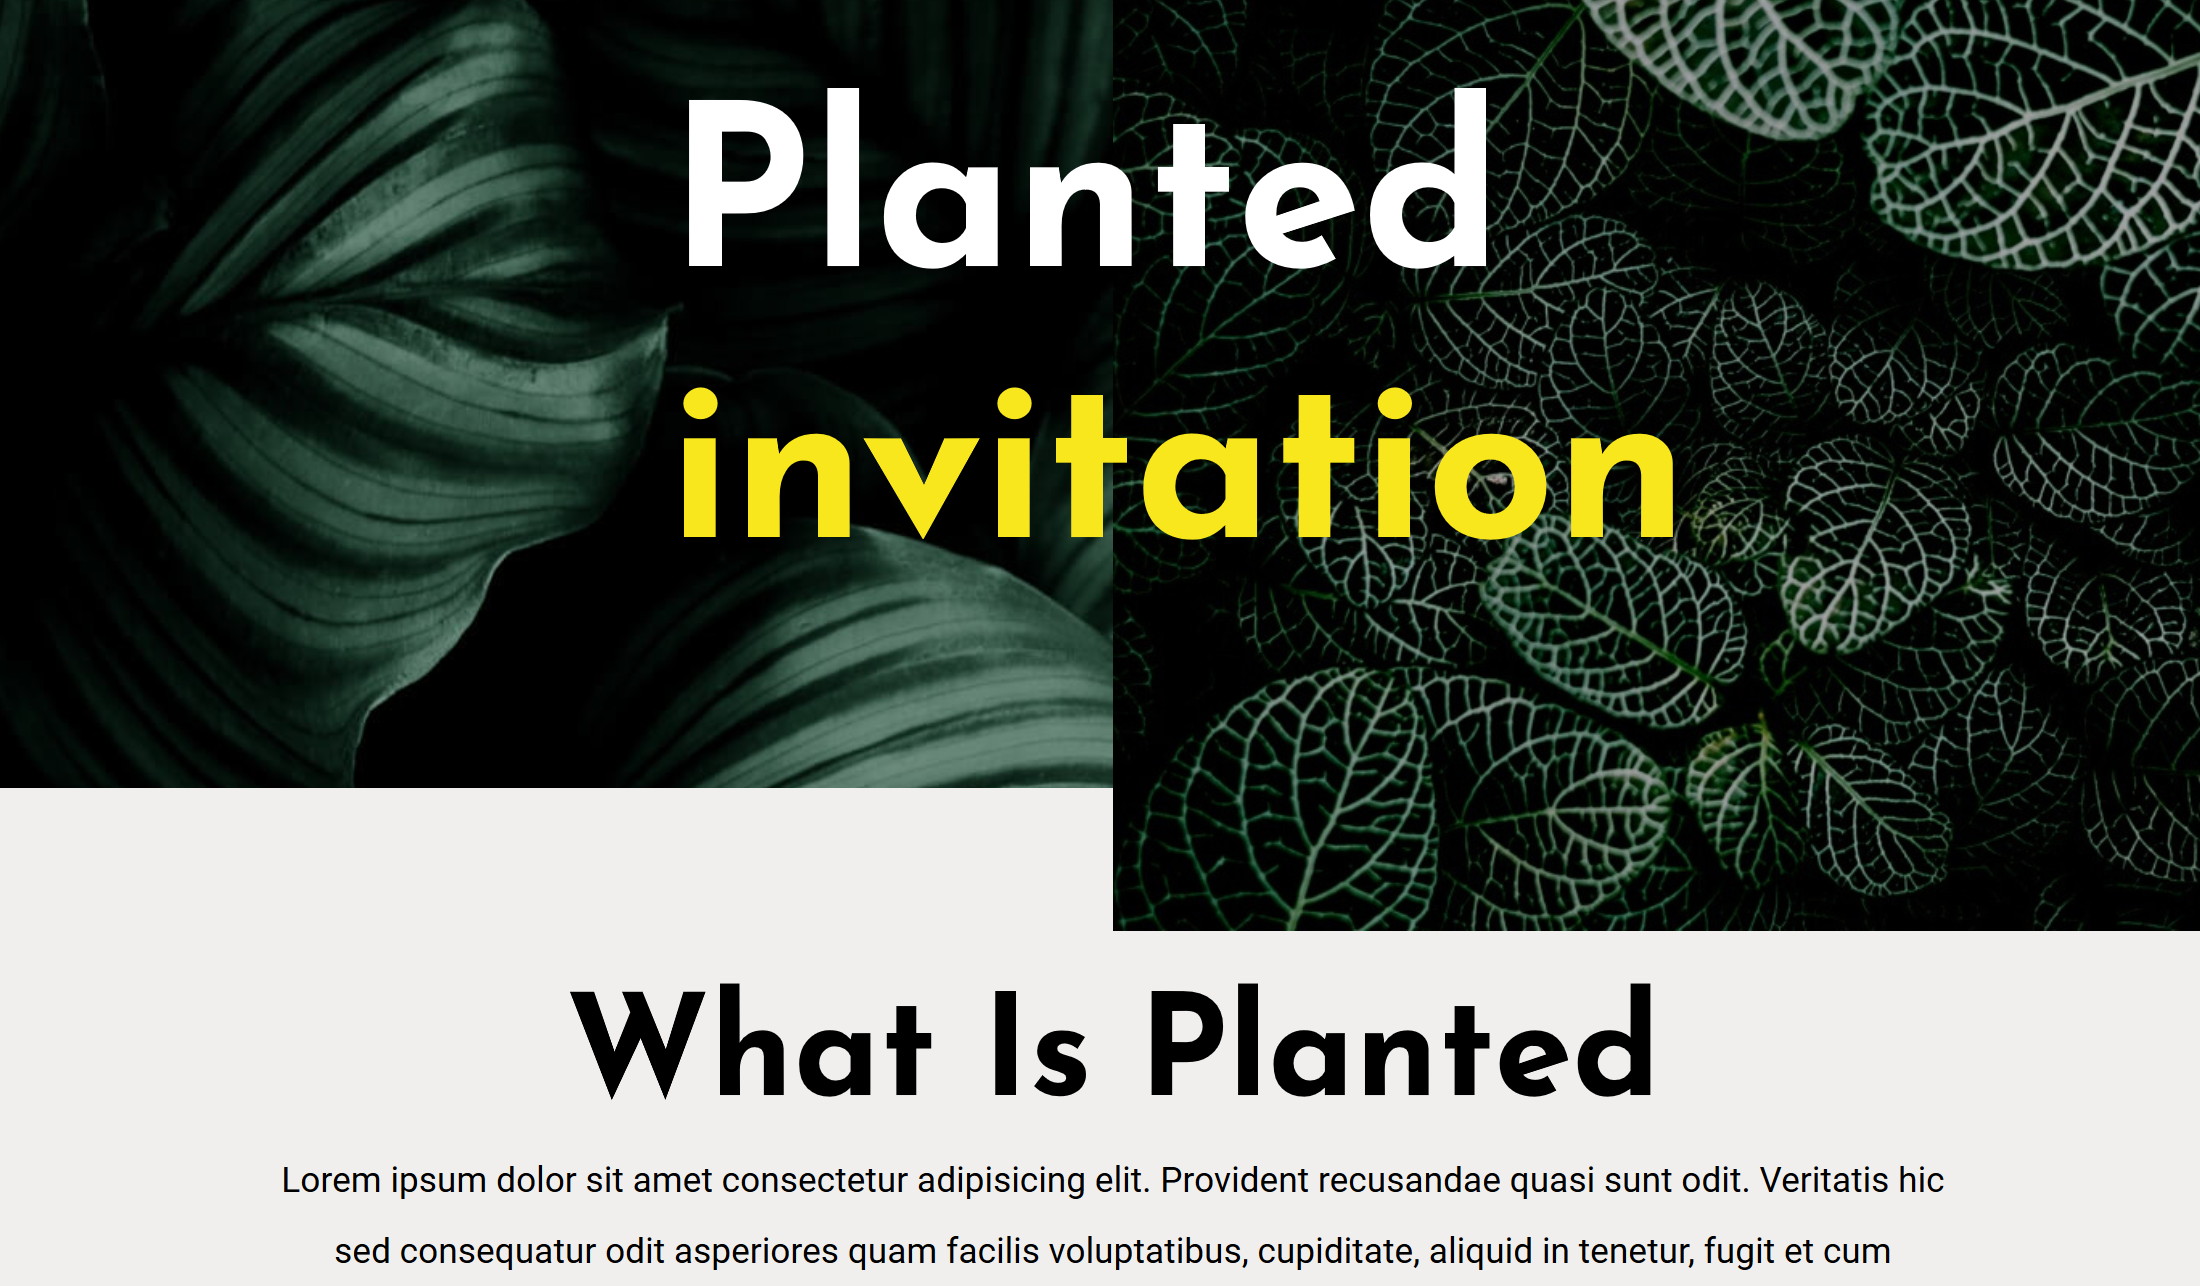 Planted
invitation
What Is Planted
Lorem ipsum dolor sit amet consectetur adipisicing elit. Provident recusandae quasi sunt odit. Veritatis hic
sed consequatur odit asperiores quam facilis voluptatibus, cupiditate, aliquid in tenetur, fugit et cum